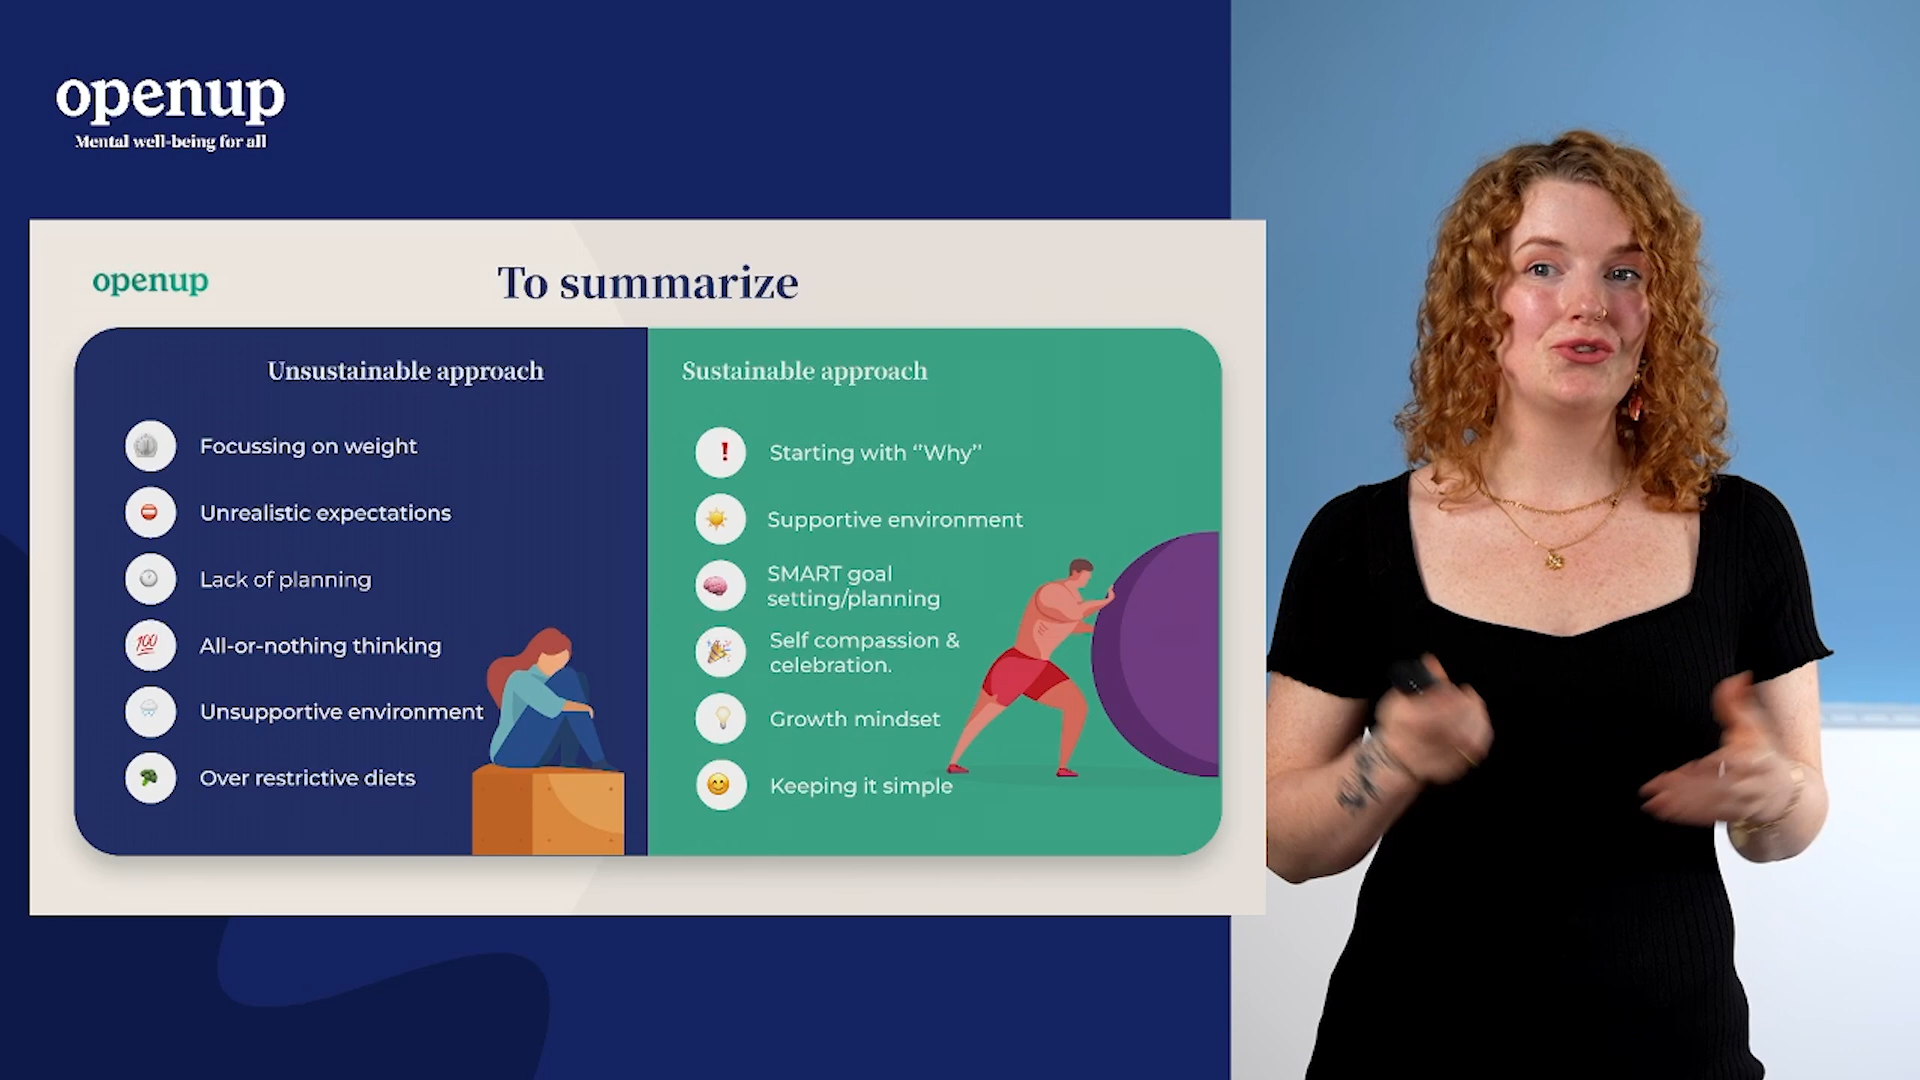 openup
Mental well-being for all
openup
To summarize
Unsustainable approach
Focussing on weight
Unrealistic expectations
Lack of planning
100
All-or-nothing thinking
Unsupportive environment
Over restrictive diets
Sustainable approach
Starting with “Why”
Supportive environment
SMART goal
setting/planning
Self compassion &
celebration.
Growth mindset
Keeping it simple